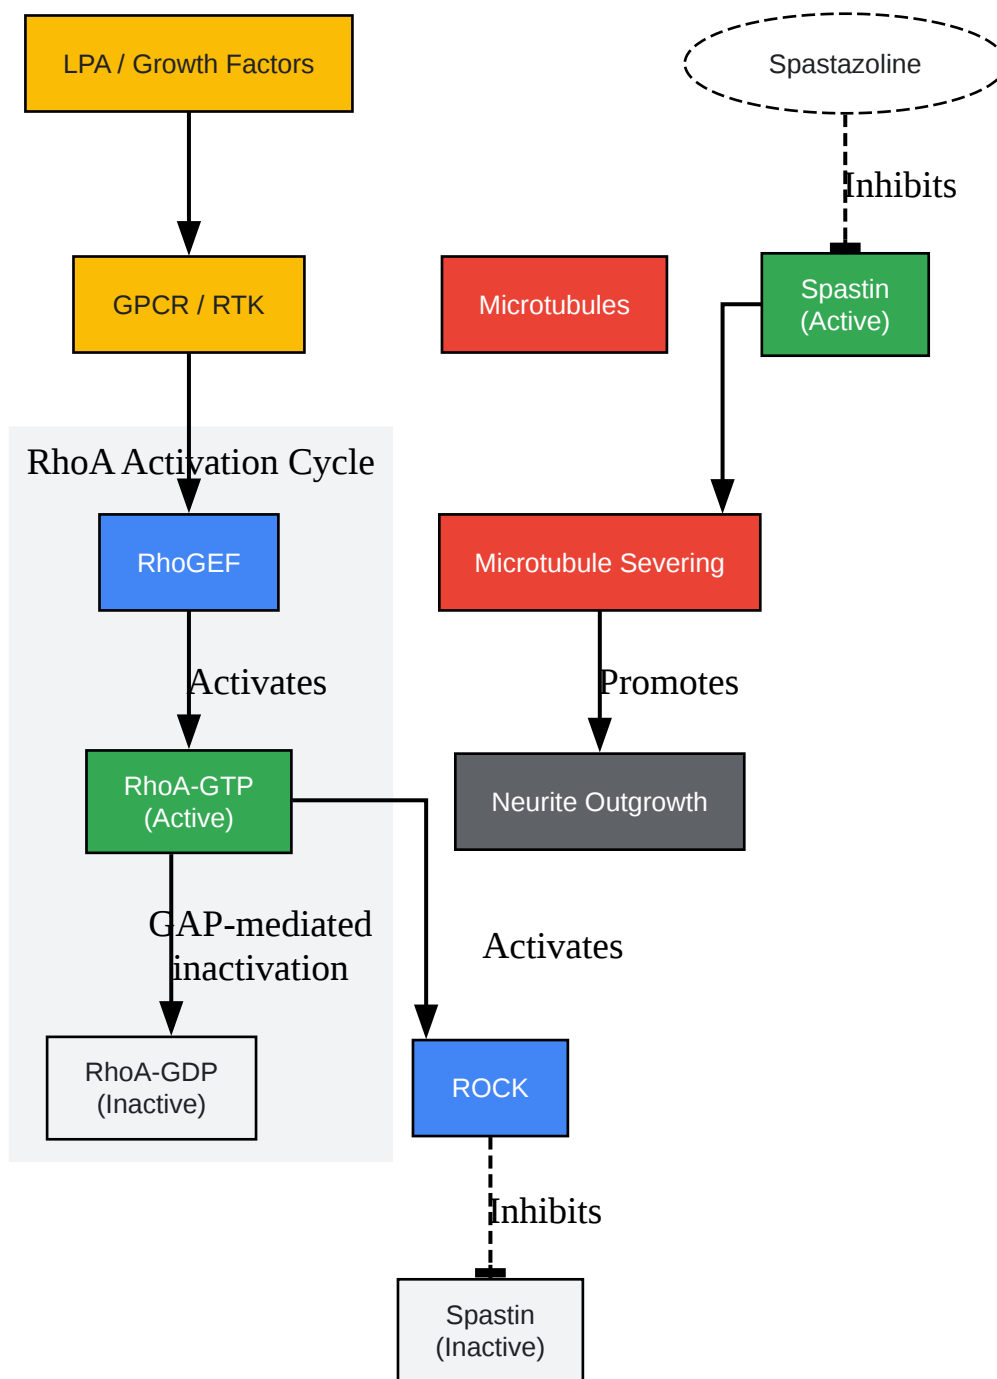 LPA / Growth Factors
Spastazoline
Inhibits
GPCR / RTK
Microtubules
Spastin
(Active)
RhoA Activation Cycle
RhoGEF
Microtubule Severing
Activates
Promotes
RhoA-GTP
(Active)
Neurite Outgrowth
GAP-mediated
inactivation
Activates
RhoA-GDP
(Inactive)
ROCK
Inhibits
Spastin
(Inactive)